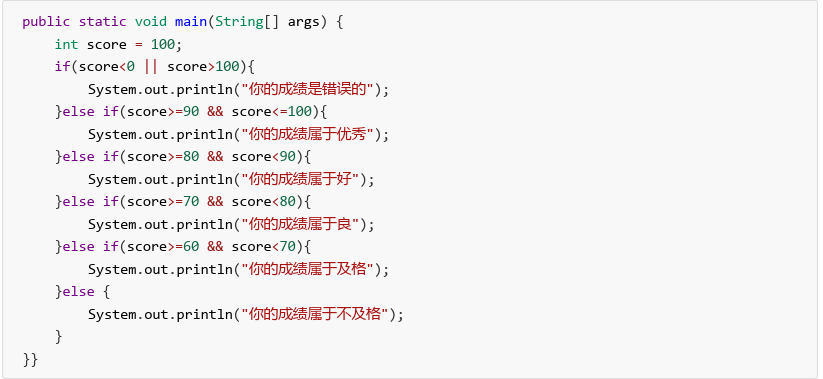 public static void main(String[] args) {
    int score = 100;
    if(score<0 || score>100){
        System.out.println("你的成绩是错误的");
    }else if(score>=90 && score<=100){
        System.out.println("你的成绩属于优秀");
    }else if(score>=80 && score<90){
        System.out.println("你的成绩属于好");
    }else if(score>=70 && score<80){
        System.out.println("你的成绩属于良");
    }else if(score>=60 && score<70){
        System.out.println("你的成绩属于及格");
    }else {
        System.out.println("你的成绩属于不及格");
    }
}}